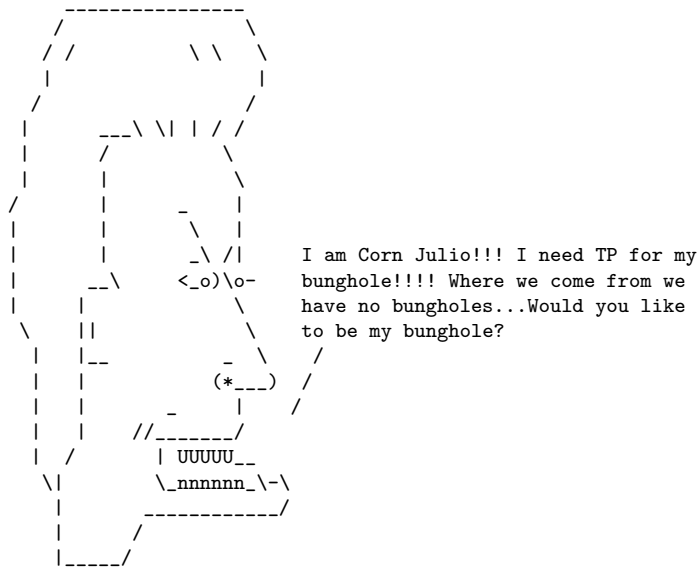 I am Corn Julio!!! I need TP for my
bunghole!!!! Where we come from we
have no bungholes...Would you like
to be my bunghole?